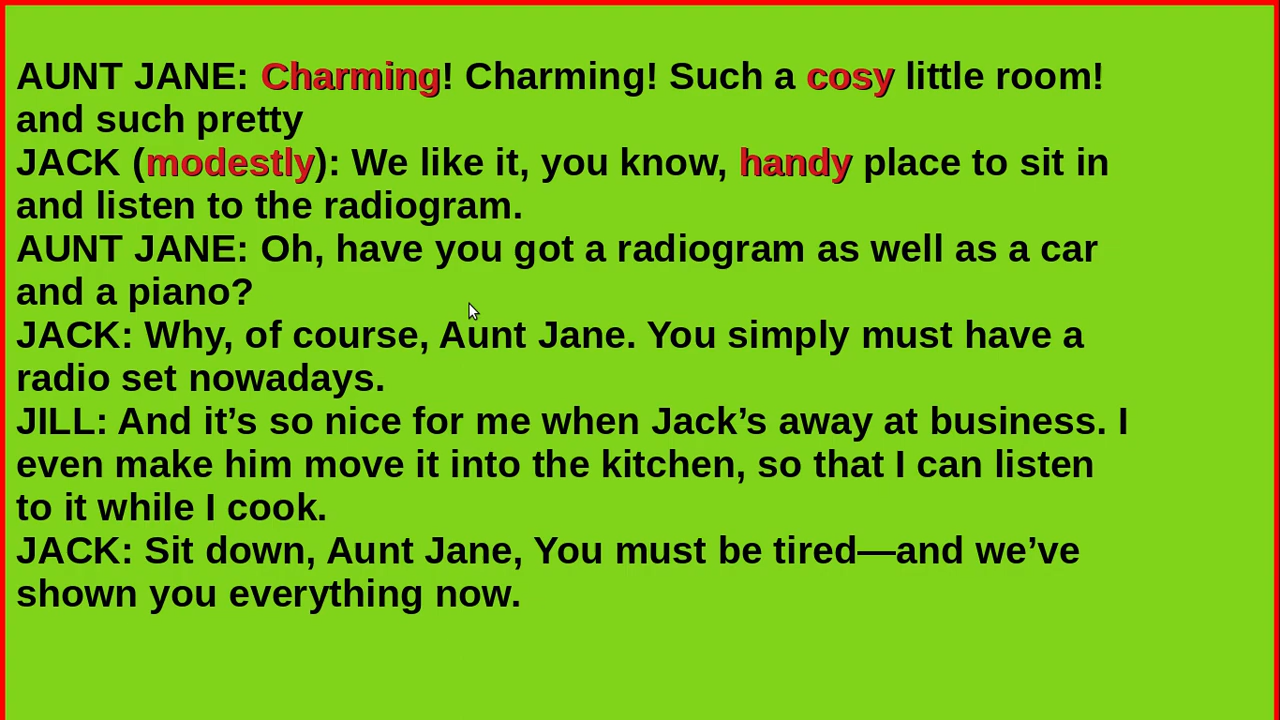 AUNT JANE: Charming! Charming! Such a cosy little room!
and such pretty
JACK (modestly): We like it, you know, handy place to sit in
and listen to the radiogram.
AUNT JANE: Oh, have you got a radiogram as well as a car
and a piano?
JACK: Why, of course, Aunt Jane. You simply must have a
radio set nowadays.
JILL: And it’s so nice for me when Jack’s away at business. I
even make him move it into the kitchen, so that I can listen
to it while I cook.
JACK: Sit down, Aunt Jane, You must be tired—and we’ve
shown you everything now.